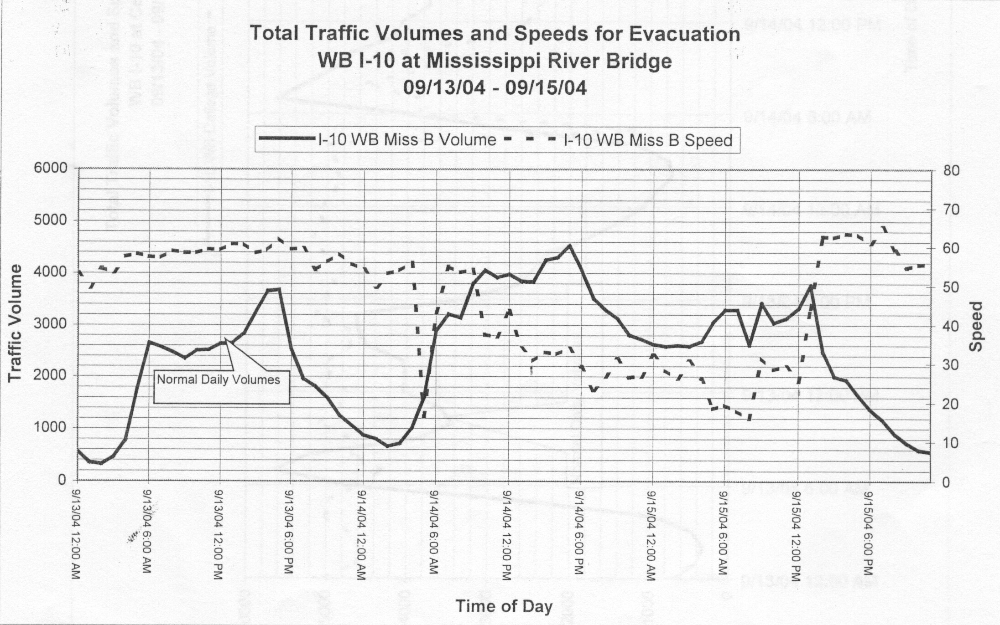 Total Traffic Volumes and Speeds for Evacuation
WB I-10 at Mississippi River Bridge
09/13/04 - 09/15/04
I-10 WB Miss B Volume
I-10 WB Miss B Speed
Traffic Volume
6000
5000
4000
3000
2000
1000
0
Normal Daily Volumes
80
70
60
50
40
30
20
10
0
Speed
9/13/04 12:00 AM
9/13/04 6:00 AM
9/13/04 12:00 PM
9/13/04 6:00 PM
9/14/04 12:00 AM
9/14/04 6:00 AM
9/14/04 12:00 PM
9/14/04 6:00 PM
9/15/04 12:00 AM
9/15/04 6:00 AM
9/15/04 12:00 PM
9/15/04 6:00 PM
Time of Day